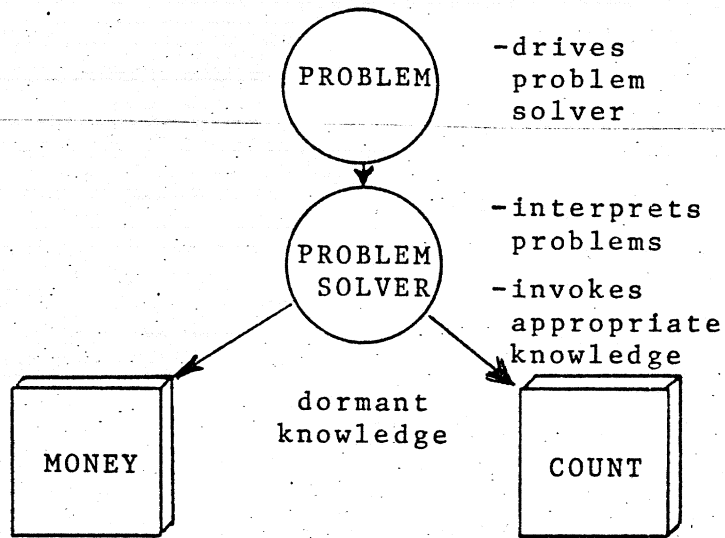 PROBLEM
-drives
problem
solver
PROBLEM
SOLVER
-interprets
problems
-invokes
appropriate
knowledge
dormant
knowledge
MONEY
COUNT